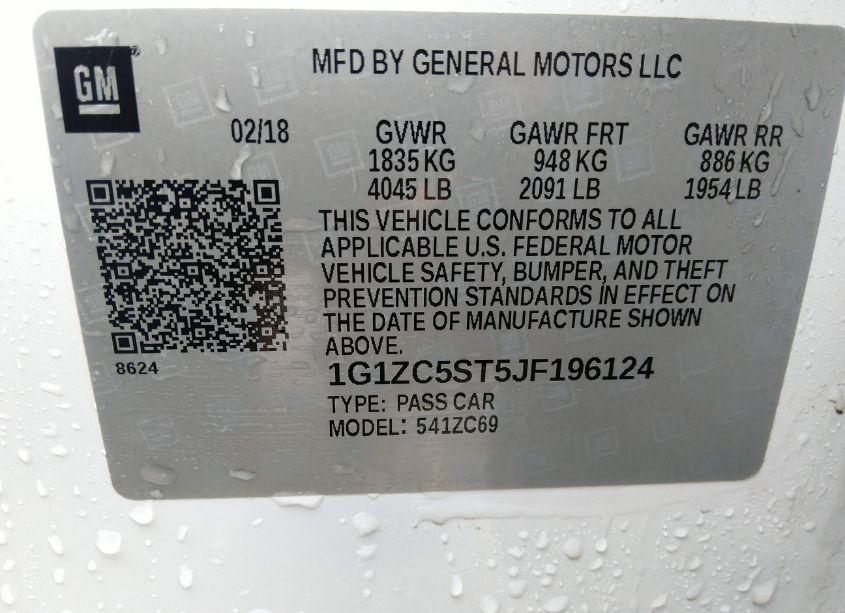 GM
MFD BY GENERAL MOTORS LLC
02/18 GVWR GAWR FRT GAWR RR
1835 KG 948 KG 886 KG
4045 LB 2091 LB 1954 LB
THIS VEHICLE CONFORMS TO ALL
APPLICABLE U.S. FEDERAL MOTOR
VEHICLE SAFETY, BUMPER, AND THEFT
PREVENTION STANDARDS IN EFFECT ON
THE DATE OF MANUFACTURE SHOWN
ABOVE.
8624
1G1ZC5ST5JF196124
TYPE: PASS CAR
MODEL: 541ZC69